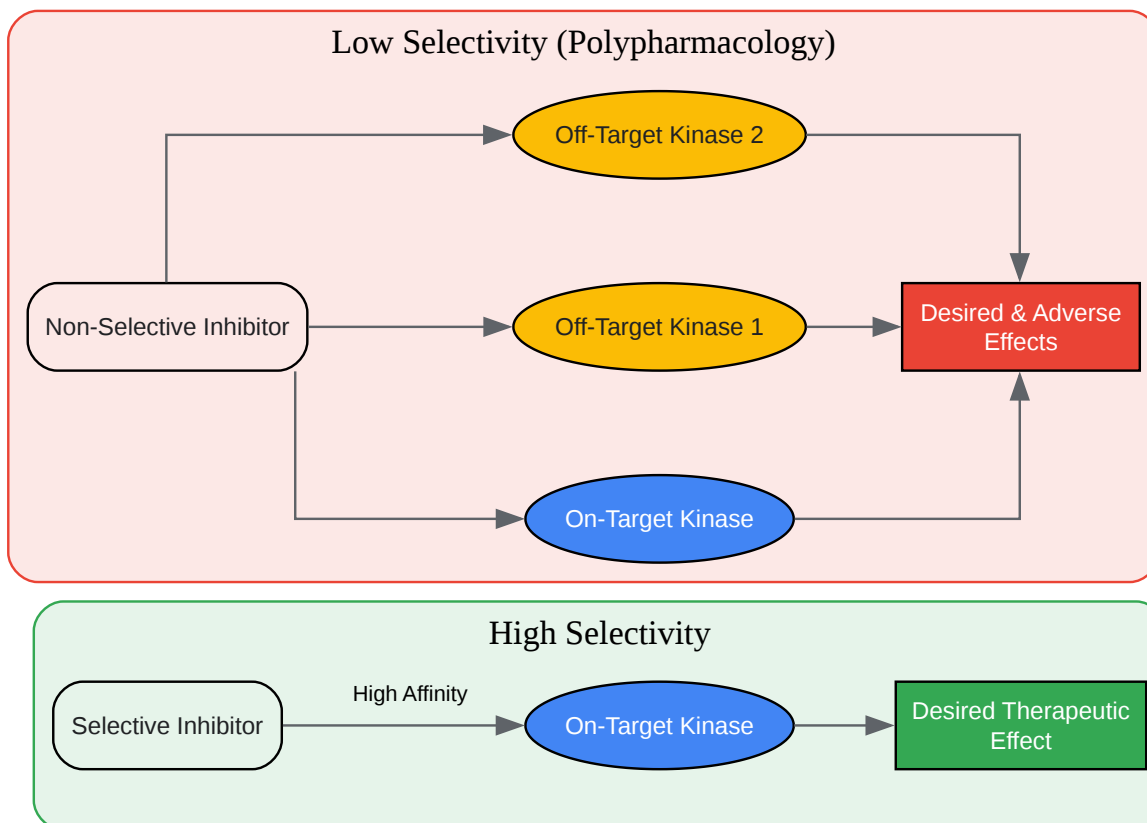 Low Selectivity (Polypharmacology)
Off-Target Kinase 2
Non-Selective Inhibitor
Off-Target Kinase 1
Desired & Adverse
Effects
On-Target Kinase
High Selectivity
Selective Inhibitor
High Affinity
On-Target Kinase
Desired Therapeutic
Effect